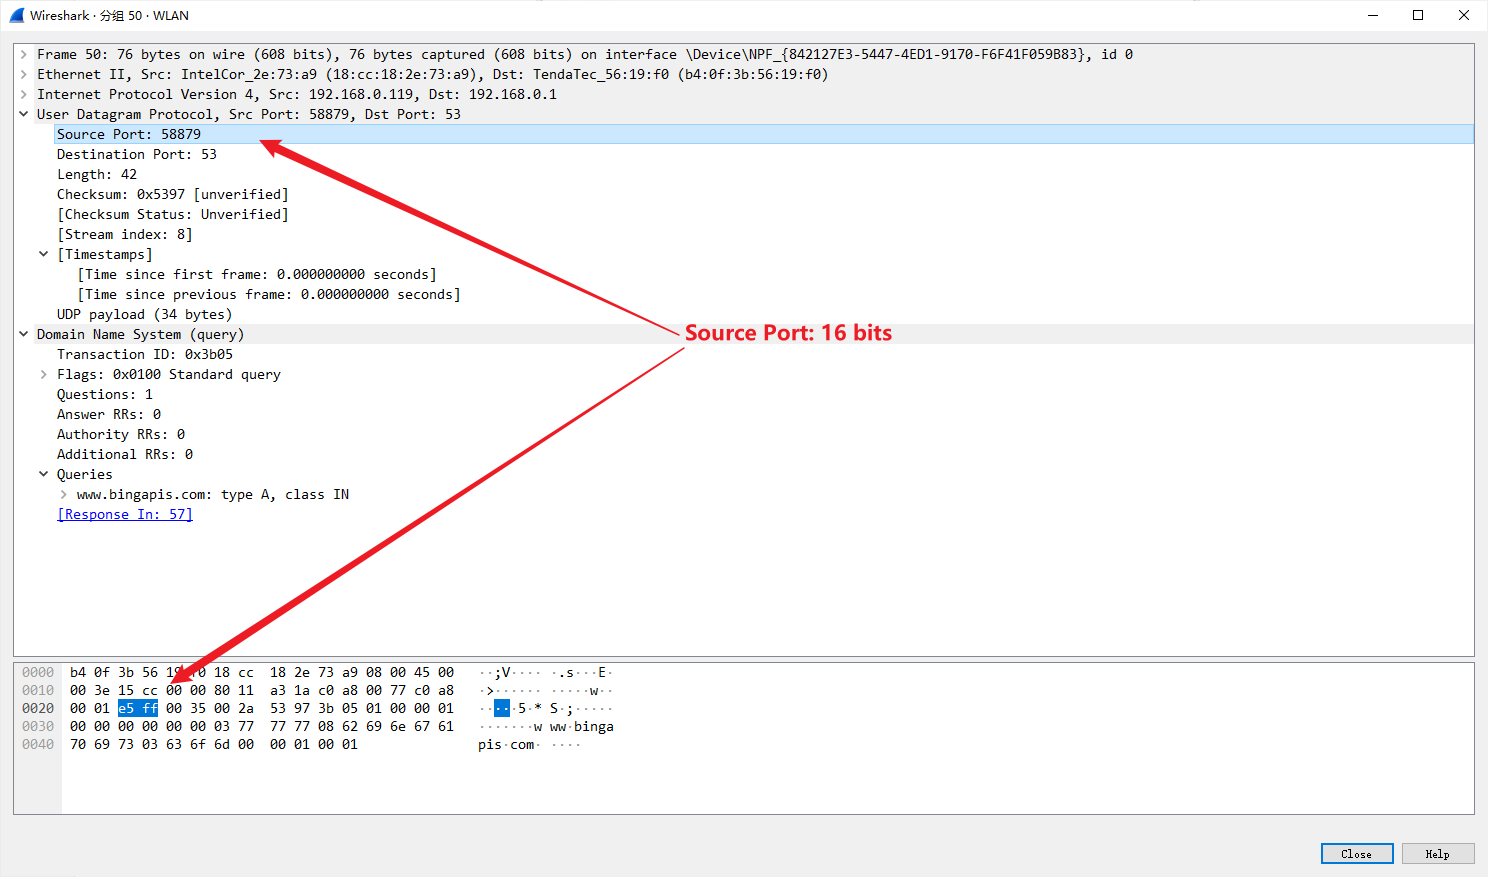 Wireshark · 分组 50 · WLAN
Frame 50: 76 bytes on wire (608 bits), 76 bytes captured (608 bits) on interface \Device\NPF_{842127E3-5447-4ED1-9170-F6F41F059B83}, id 0
Ethernet II, Src: IntelCor_2e:73:a9 (18:cc:18:2e:73:a9), Dst: TendaTec_56:19:f0 (b4:0f:3b:56:19:f0)
Internet Protocol Version 4, Src: 192.168.0.119, Dst: 192.168.0.1
User Datagram Protocol, Src Port: 58879, Dst Port: 53
Source Port: 58879
Destination Port: 53
Length: 42
Checksum: 0x5397 [unverified]
[Checksum Status: Unverified]
[Stream index: 8]
[Timestamps]
[Time since first frame: 0.000000000 seconds]
[Time since previous frame: 0.000000000 seconds]
UDP payload (34 bytes)
Source Port: 16 bits
Domain Name System (query)
Transaction ID: 0x3b05
Flags: 0x0100 Standard query
Questions: 1
Answer RRs: 0
Authority RRs: 0
Additional RRs: 0
Queries
www.bingapis.com: type A, class IN
[Response In: 57]
0000 b4 0f 3b 56 19 f0 18 cc 18 2e 73 a9 08 00 45 00 ··;V···· ·.s···E·
0010 00 3e 15 cc 00 00 80 11 a3 1a c0 a8 00 77 c0 a8 ·>······ ·····w··
0020 00 01 e5 ff 00 35 00 2a 53 97 3b 05 01 00 00 01 ·····5·* S·;·····
0030 00 00 00 00 00 00 03 77 77 77 08 62 69 6e 67 61 ·······w ww·binga
0040 70 69 73 03 63 6f 6d 00 00 01 00 01 pis·com· ····
Close
Help